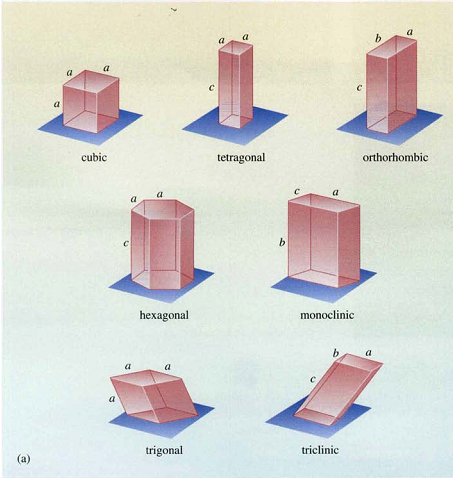 a a a
cubic
a a c
tetragonal
b a c
orthorhombic
a a c
hexagonal
c a b
monoclinic
a a a
trigonal
b a c
triclinic
(a)